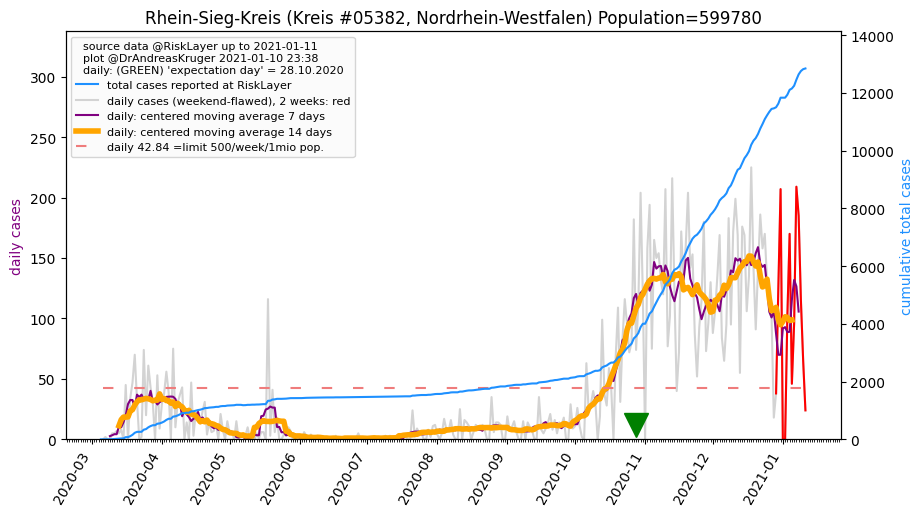 Rhein-Sieg-Kreis (Kreis #05382, Nordrhein-Westfalen) Population=599780
source data @RiskLayer up to 2021-01-11
plot @DrAndreasKruger 2021-01-10 23:38
daily: (GREEN) 'expectation day' = 28.10.2020
total cases reported at RiskLayer
daily cases (weekend-flawed), 2 weeks: red
daily: centered moving average 7 days
daily: centered moving average 14 days
daily 42.84 =limit 500/week/1mio pop.
daily cases
300
250
200
150
100
50
0
cumulative total cases
14000
12000
10000
8000
6000
4000
2000
0
2020-03
2020-04
2020-05
2020-06
2020-07
2020-08
2020-09
2020-10
2020-11
2020-12
2021-01